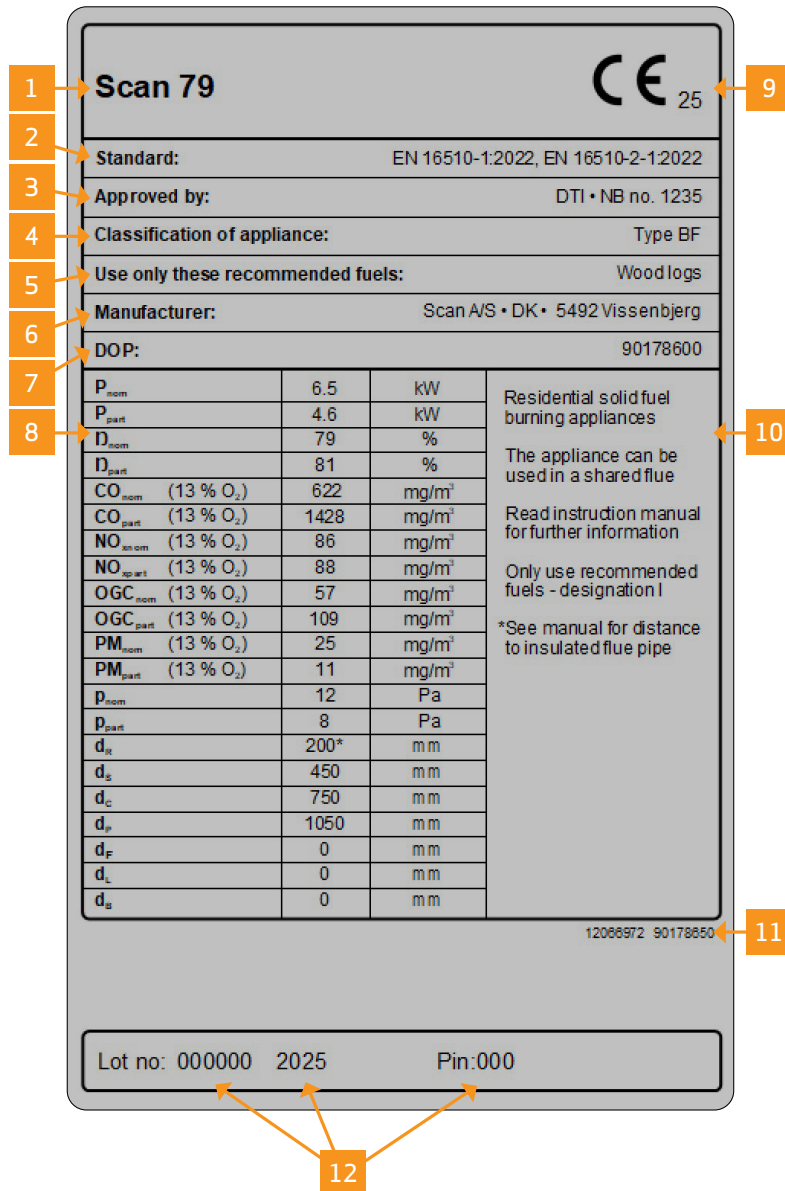 1
Scan 79
CE 25
9
2
Standard: EN 16510-1:2022, EN 16510-2-1:2022
3
Approved by: DTI • NB no. 1235
4
Classification of appliance: Type BF
5
Use only these recommended fuels: Wood logs
6
Manufacturer: Scan A/S • DK • 5492 Vissenbjerg
7
DOP: 90178600
8
Pnom 6.5 kW
Ppart 4.6 kW
ηnom 79 %
ηpart 81 %
COnom (13 % O₂) 622 mg/m³
COpart (13 % O₂) 1428 mg/m³
NOxnom (13 % O₂) 86 mg/m³
NOxpart (13 % O₂) 88 mg/m³
OGCnom (13 % O₂) 57 mg/m³
OGCpart (13 % O₂) 109 mg/m³
PMnom (13 % O₂) 25 mg/m³
PMpart (13 % O₂) 11 mg/m³
pnom 12 Pa
ppart 8 Pa
dR 200* mm
dS 450 mm
dC 750 mm
dP 1050 mm
dF 0 mm
dL 0 mm
dB 0 mm
Residential solid fuel
burning appliances
The appliance can be
used in a shared flue
Read instruction manual
for further information
Only use recommended
fuels - designation I
*See manual for distance
to insulated flue pipe
10
12066972 90178650
11
Lot no: 000000 2025 Pin:000
12